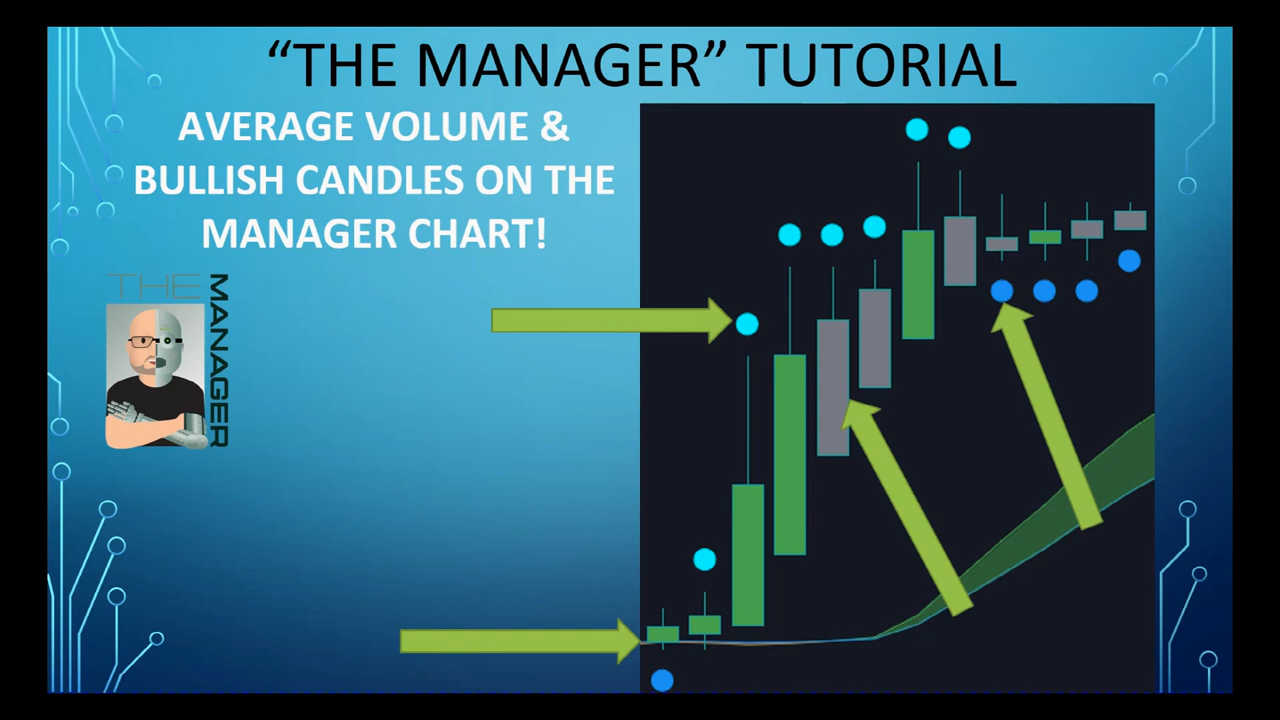 “THE MANAGER” TUTORIAL
AVERAGE VOLUME &
BULLISH CANDLES ON THE
MANAGER CHART!
THE
MANAGER